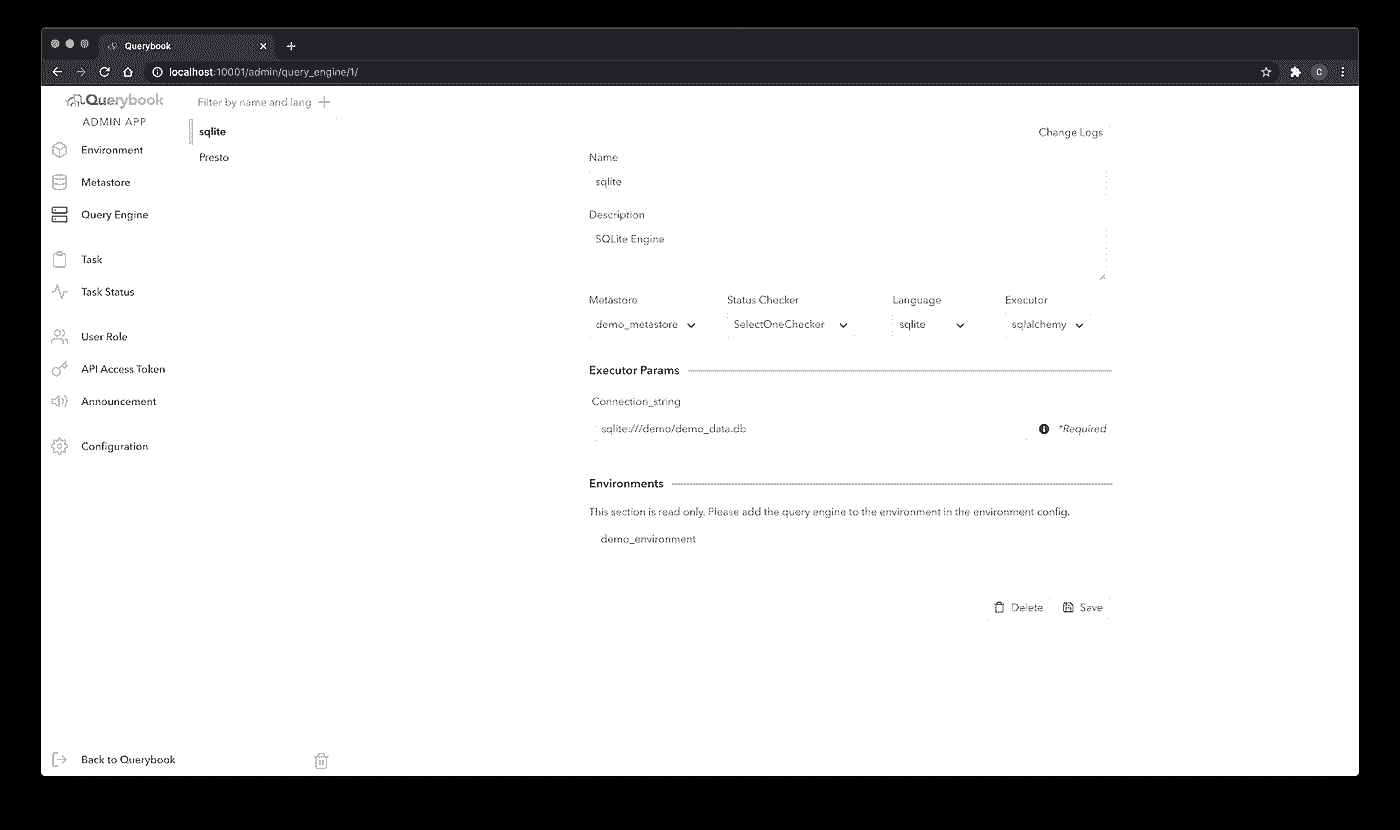 Querybook
localhost:10001/admin/query_engine/1/
C
Querybook
ADMIN APP
Environment
Metastore
Query Engine
Task
Task Status
User Role
API Access Token
Announcement
Configuration
Back to Querybook
Filter by name and lang
sqlite
Presto
Change Logs
Name
sqlite
Description
SQLite Engine
Metastore Status Checker Language Executor
demo_metastore SelectOneChecker sqlite sqlalchemy
Executor Params
Connection_string
sqlite:///demo/demo_data.db *Required
Environments
This section is read only. Please add the query engine to the environment in the environment config.
demo_environment
Delete Save